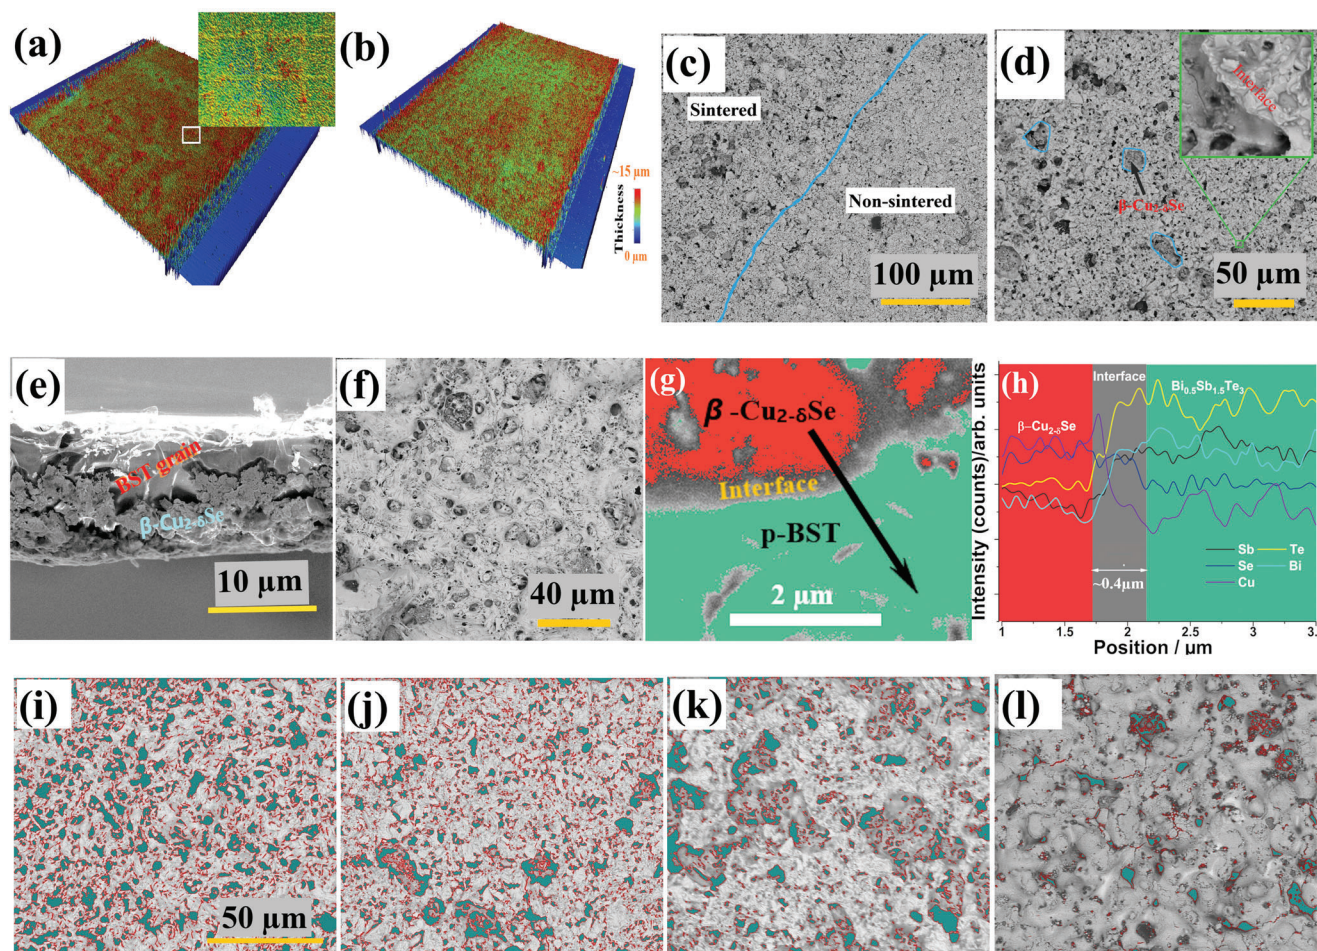 (a)
(b)
~15 µm
Thickness
0 µm
(c)
Sintered
Non-sintered
100 µm
(d)
Interface
β-Cu₂₋δSe
50 µm
(e)
BST grain
β-Cu₂₋δSe
10 µm
(f)
40 µm
(g)
β -Cu₂₋δSe
Interface
p-BST
2 µm
(h)
Interface
Bi₀.₅Sb₁.₅Te₃
β-Cu₂₋δSe
Sb Te
Se Bi
Cu
~0.4µm
Intensity (counts)/arb. units
1 1.5 2 2.5 3 3.5
Position / µm
(i)
50 µm
(j)
(k)
(l)